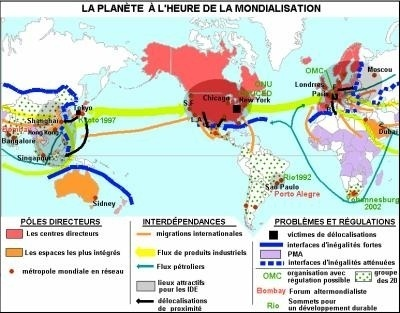 LA PLANÈTE À L'HEURE DE LA MONDIALISATION
OMC
Moscou
Londres
Paris
ONU
Chicago
New York
S.F
L.A
Tokyo
Kyoto 1997
Shanghai
Bombay
Hong Kong
Bangalore
Singapour
Dubai
Rio1992
Sao Paulo
Porto Alegre
Johannesburg
2002
Sydney
PÔLES DIRECTEURS
Les centres directeurs
Les espaces les plus intégrés
métropole mondiale en réseau
INTERDÉPENDANCES
migrations internationales
Flux de produits industriels
Flux pétroliers
lieux attractifs
pour les IDE
délocalisations
de proximité
PROBLÈMES ET RÉGULATIONS
victimes de délocalisations
interfaces d'inégalités fortes
PMA
interfaces d'inégalités atténuées
OMC organisation avec
régulation possible
groupe
des 20
Bombay Forum altermondialiste
Rio Sommets pour
un développement durable